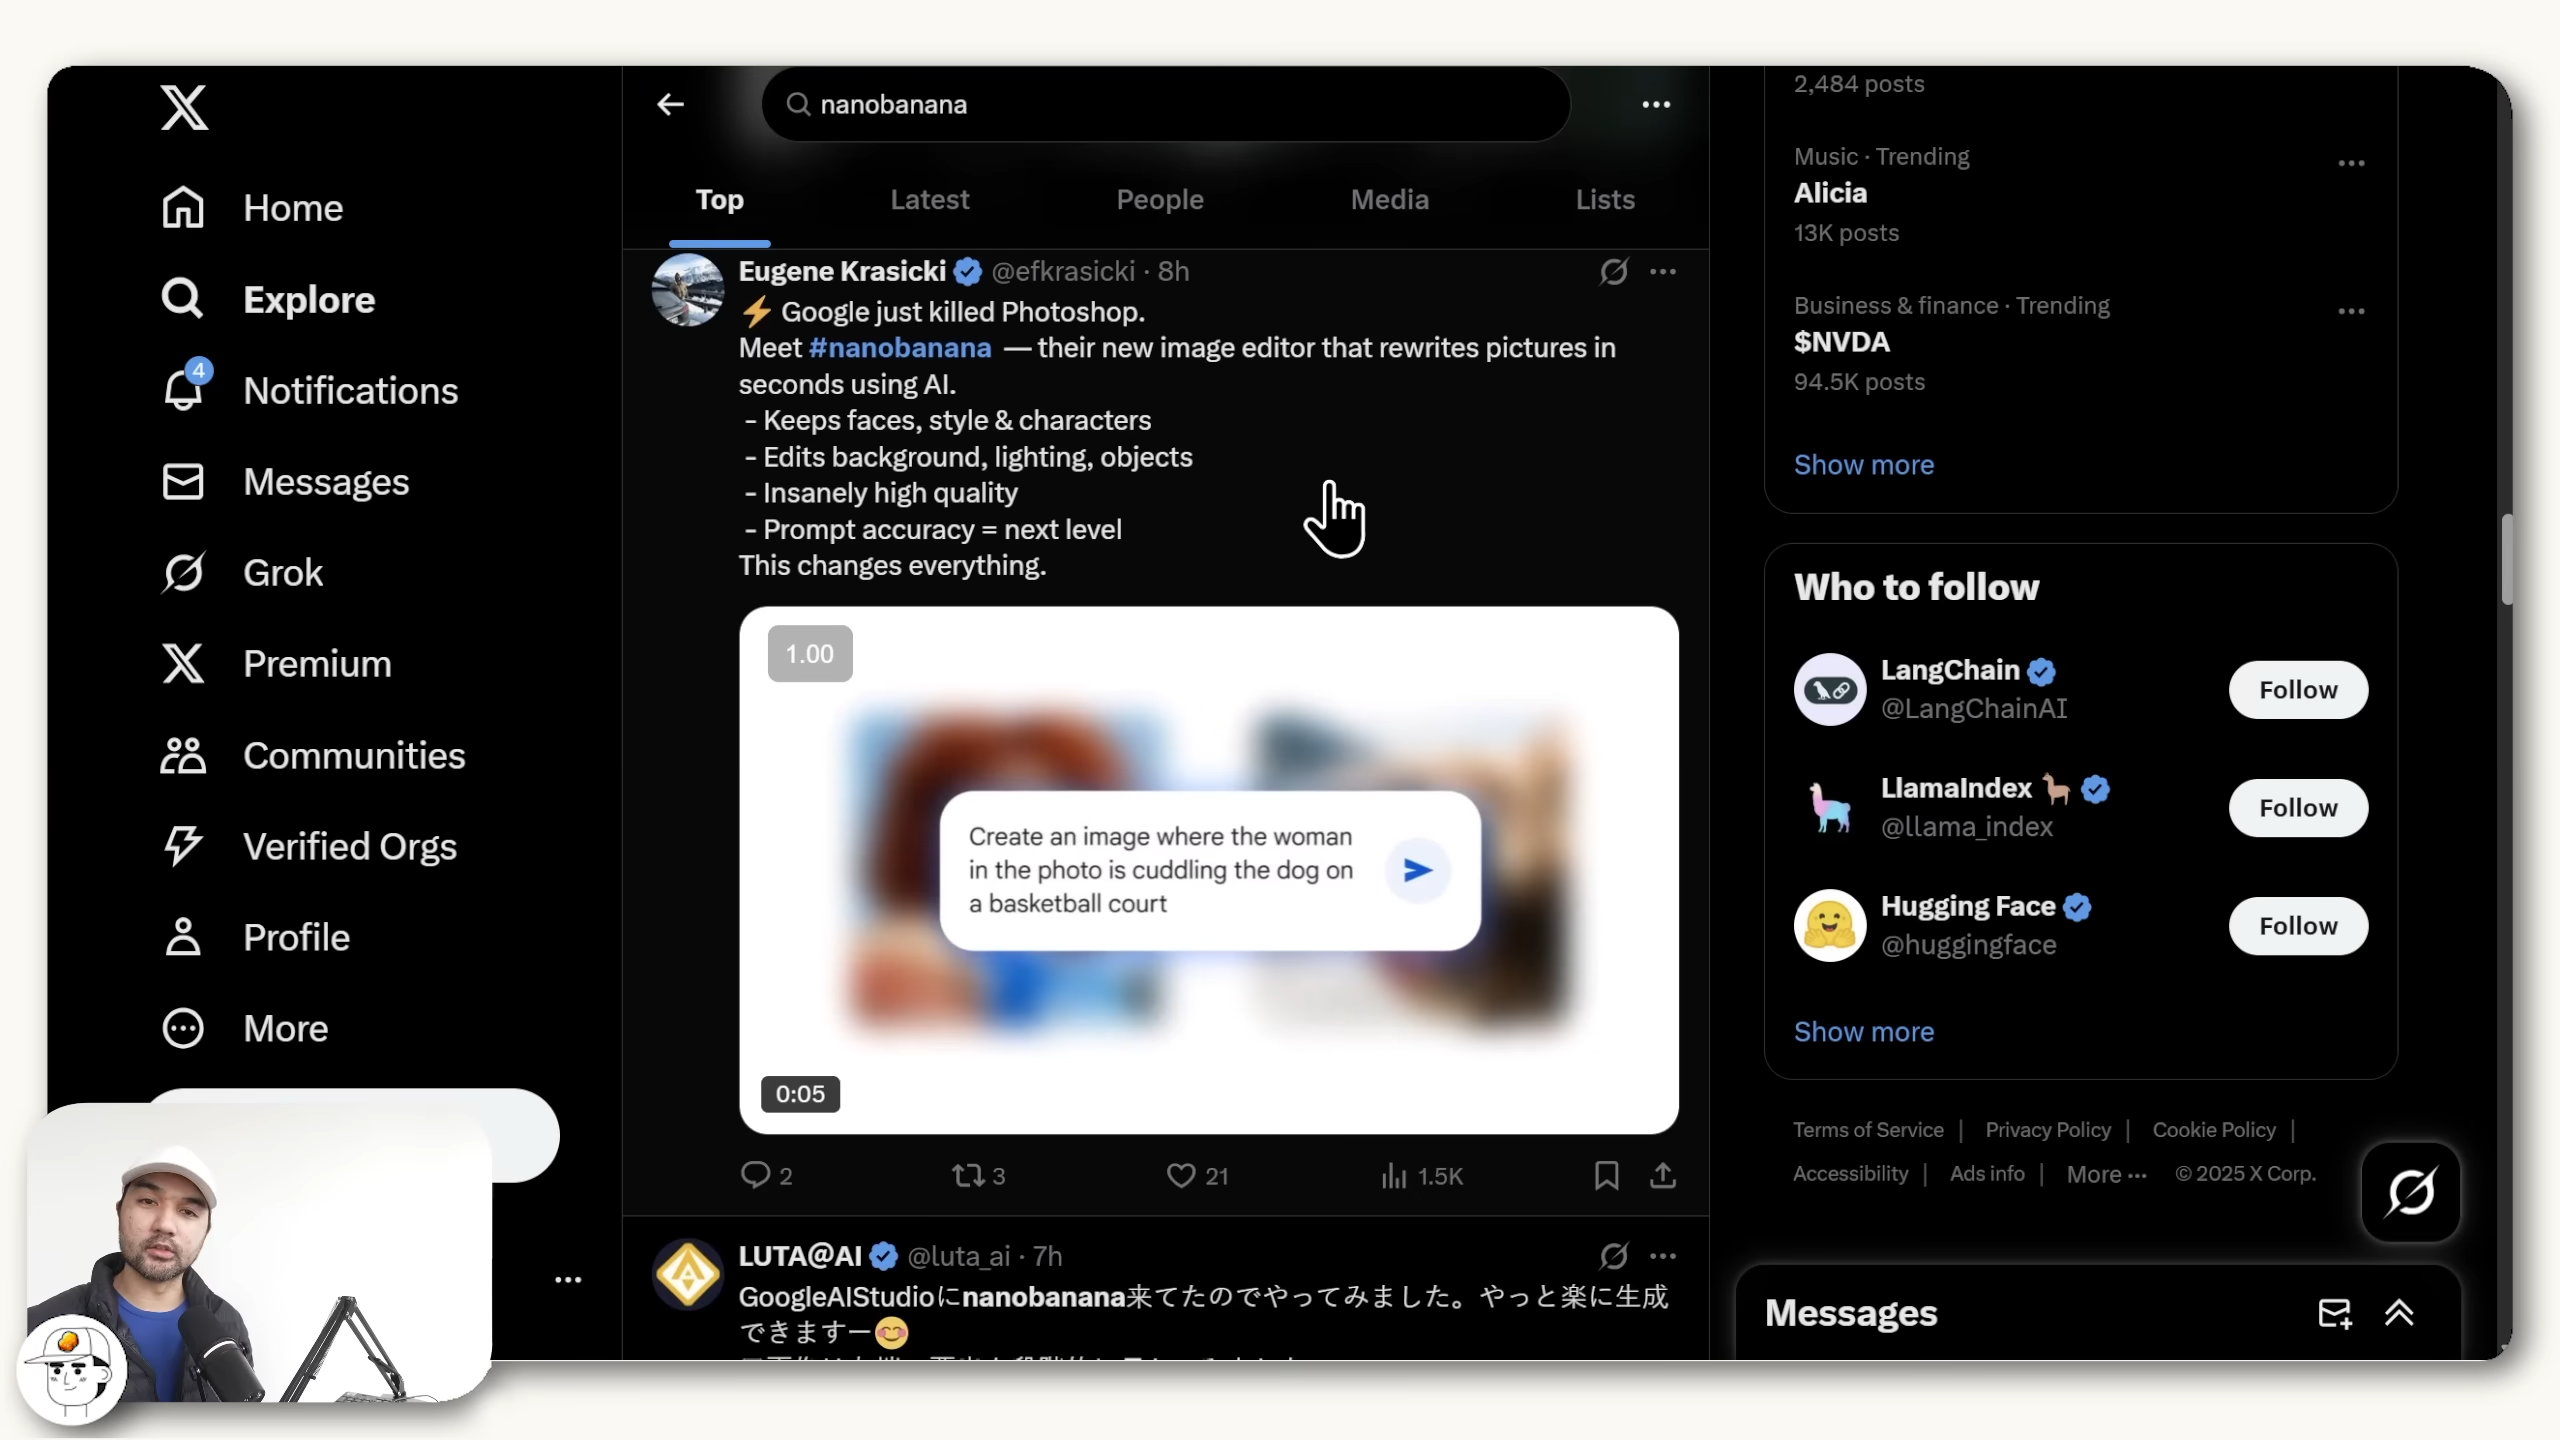 nanobanana
Top
Latest
People
Media
Lists
Home
Explore
4
Notifications
Messages
Grok
Premium
Communities
Verified Orgs
Profile
More
Eugene Krasicki @efkrasicki · 8h
⚡ Google just killed Photoshop.
Meet #nanobanana — their new image editor that rewrites pictures in
seconds using AI.
- Keeps faces, style & characters
- Edits background, lighting, objects
- Insanely high quality
- Prompt accuracy = next level
This changes everything.
1.00
Create an image where the woman
in the photo is cuddling the dog on
a basketball court
0:05
2
3
21
1.5K
LUTA@AI @luta_ai · 7h
GoogleAIStudioにnanobanana来てたのでやってみました。やっと楽に生成
できますー😊
2,484 posts
Music · Trending
Alicia
13K posts
Business & finance · Trending
$NVDA
94.5K posts
Show more
Who to follow
LangChain
@LangChainAI
Follow
LlamaIndex 🦙
@llama_index
Follow
Hugging Face
@huggingface
Follow
Show more
Terms of Service | Privacy Policy | Cookie Policy |
Accessibility | Ads info | More ··· © 2025 X Corp.
Messages